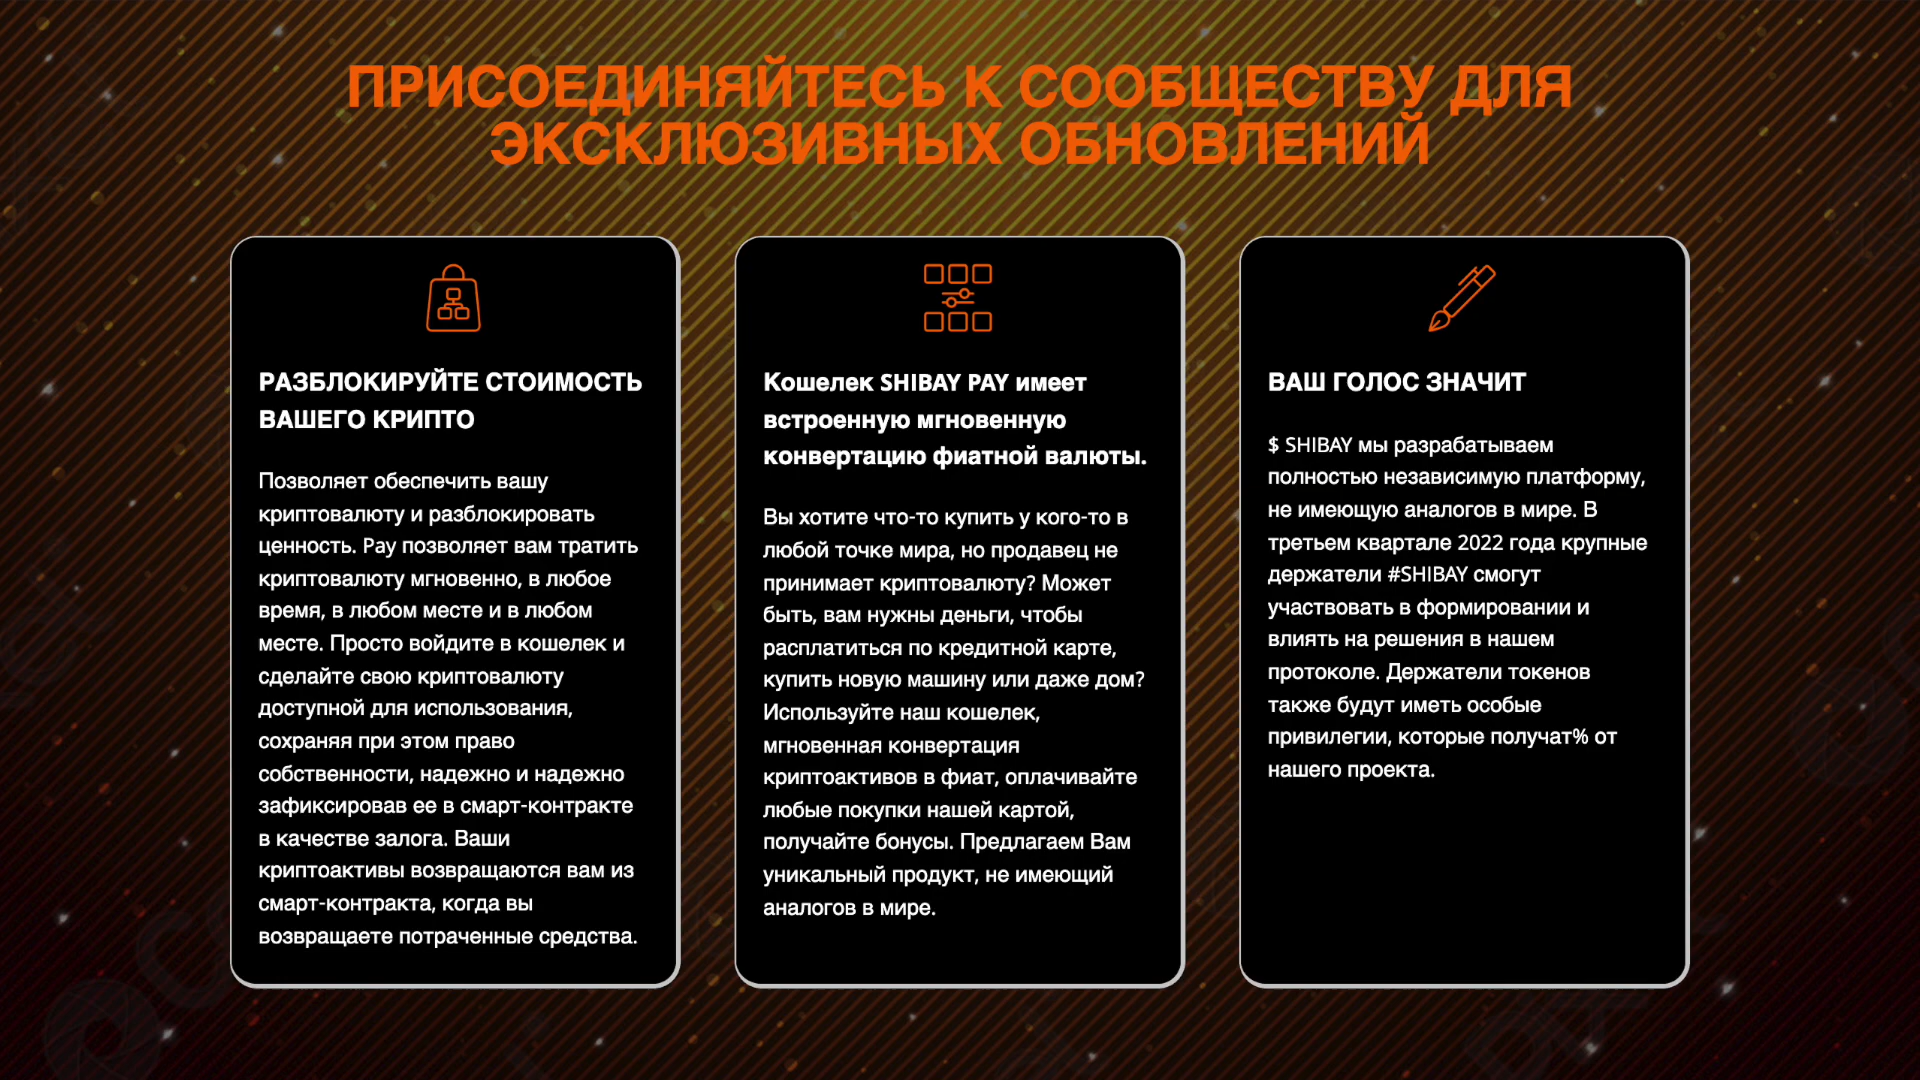 ПРИСОЕДИНЯЙТЕСЬ К СООБЩЕСТВУ ДЛЯ
ЭКСКЛЮЗИВНЫХ ОБНОВЛЕНИЙ
РАЗБЛОКИРУЙТЕ СТОИМОСТЬ
ВАШЕГО КРИПТО
Позволяет обеспечить вашу
криптовалюту и разблокировать
ценность. Pay позволяет вам тратить
криптовалюту мгновенно, в любое
время, в любом месте и в любом
месте. Просто войдите в кошелек и
сделайте свою криптовалюту
доступной для использования,
сохраняя при этом право
собственности, надежно и надежно
зафиксировав ее в смарт-контракте
в качестве залога. Ваши
криптоактивы возвращаются вам из
смарт-контракта, когда вы
возвращаете потраченные средства.
Кошелек SHIBAY PAY имеет
встроенную мгновенную
конвертацию фиатной валюты.
Вы хотите что-то купить у кого-то в
любой точке мира, но продавец не
принимает криптовалюту? Может
быть, вам нужны деньги, чтобы
расплатиться по кредитной карте,
купить новую машину или даже дом?
Используйте наш кошелек,
мгновенная конвертация
криптоактивов в фиат, оплачивайте
любые покупки нашей картой,
получайте бонусы. Предлагаем Вам
уникальный продукт, не имеющий
аналогов в мире.
ВАШ ГОЛОС ЗНАЧИТ
$ SHIBAY мы разрабатываем
полностью независимую платформу,
не имеющую аналогов в мире. В
третьем квартале 2022 года крупные
держатели #SHIBAY смогут
участвовать в формировании и
влиять на решения в нашем
протоколе. Держатели токенов
также будут иметь особые
привилегии, которые получат% от
нашего проекта.